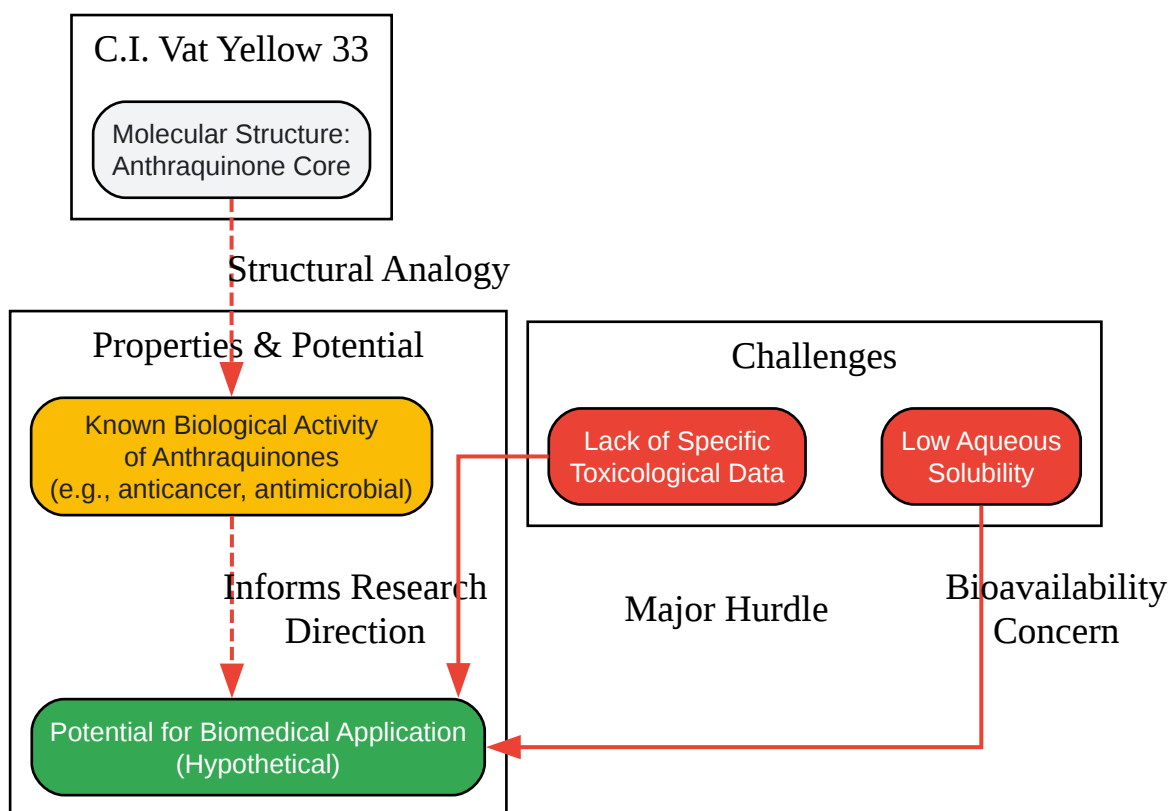 C.I. Vat Yellow 33
Molecular Structure:
Anthraquinone Core
Structural Analogy
Properties & Potential
Known Biological Activity
of Anthraquinones
(e.g., anticancer, antimicrobial)
Challenges
Lack of Specific
Toxicological Data
Low Aqueous
Solubility
Informs Research
Direction
Major Hurdle
Bioavailability
Concern
Potential for Biomedical Application
(Hypothetical)